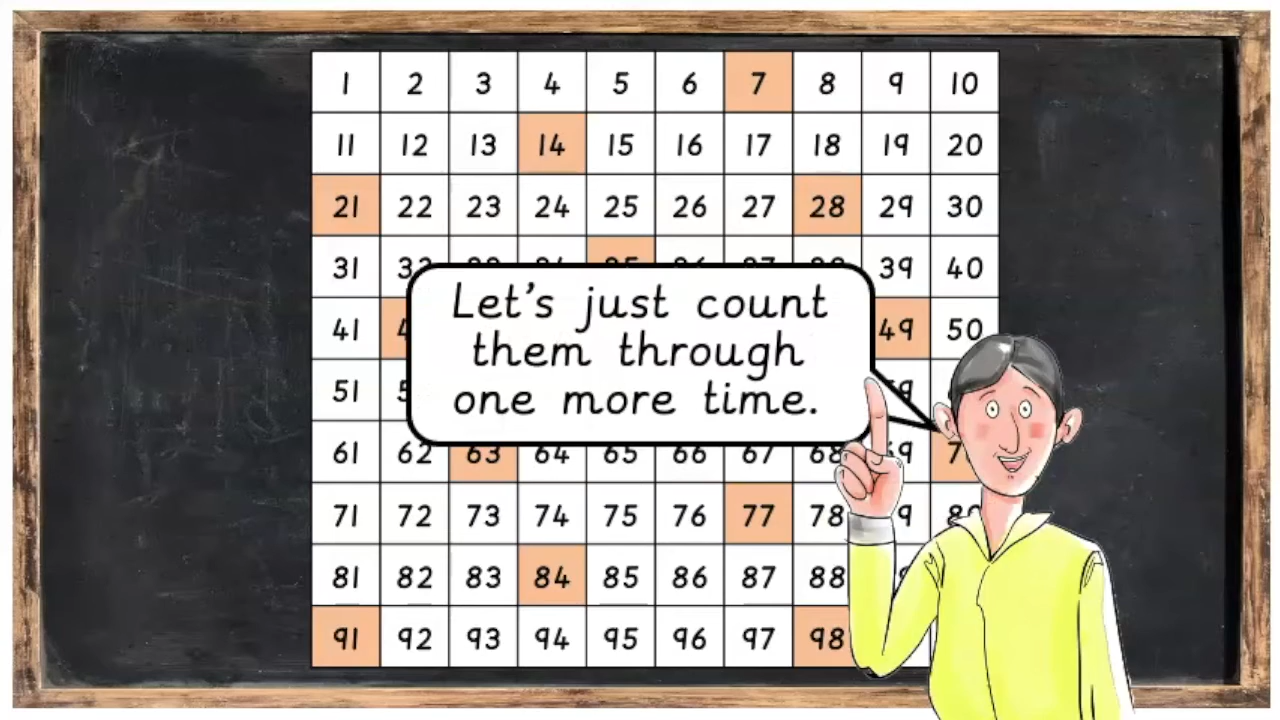 1 2 3 4 5 6 7 8 9 10
11 12 13 14 15 16 17 18 19 20
21 22 23 24 25 26 27 28 29 30
31 39 40
41 49 50
51
Let's just count
them through
one more time.
61 62 63 64 65 66 67 68
71 72 73 74 75 76 77 78
81 82 83 84 85 86 87 88
91 92 93 94 95 96 97 98